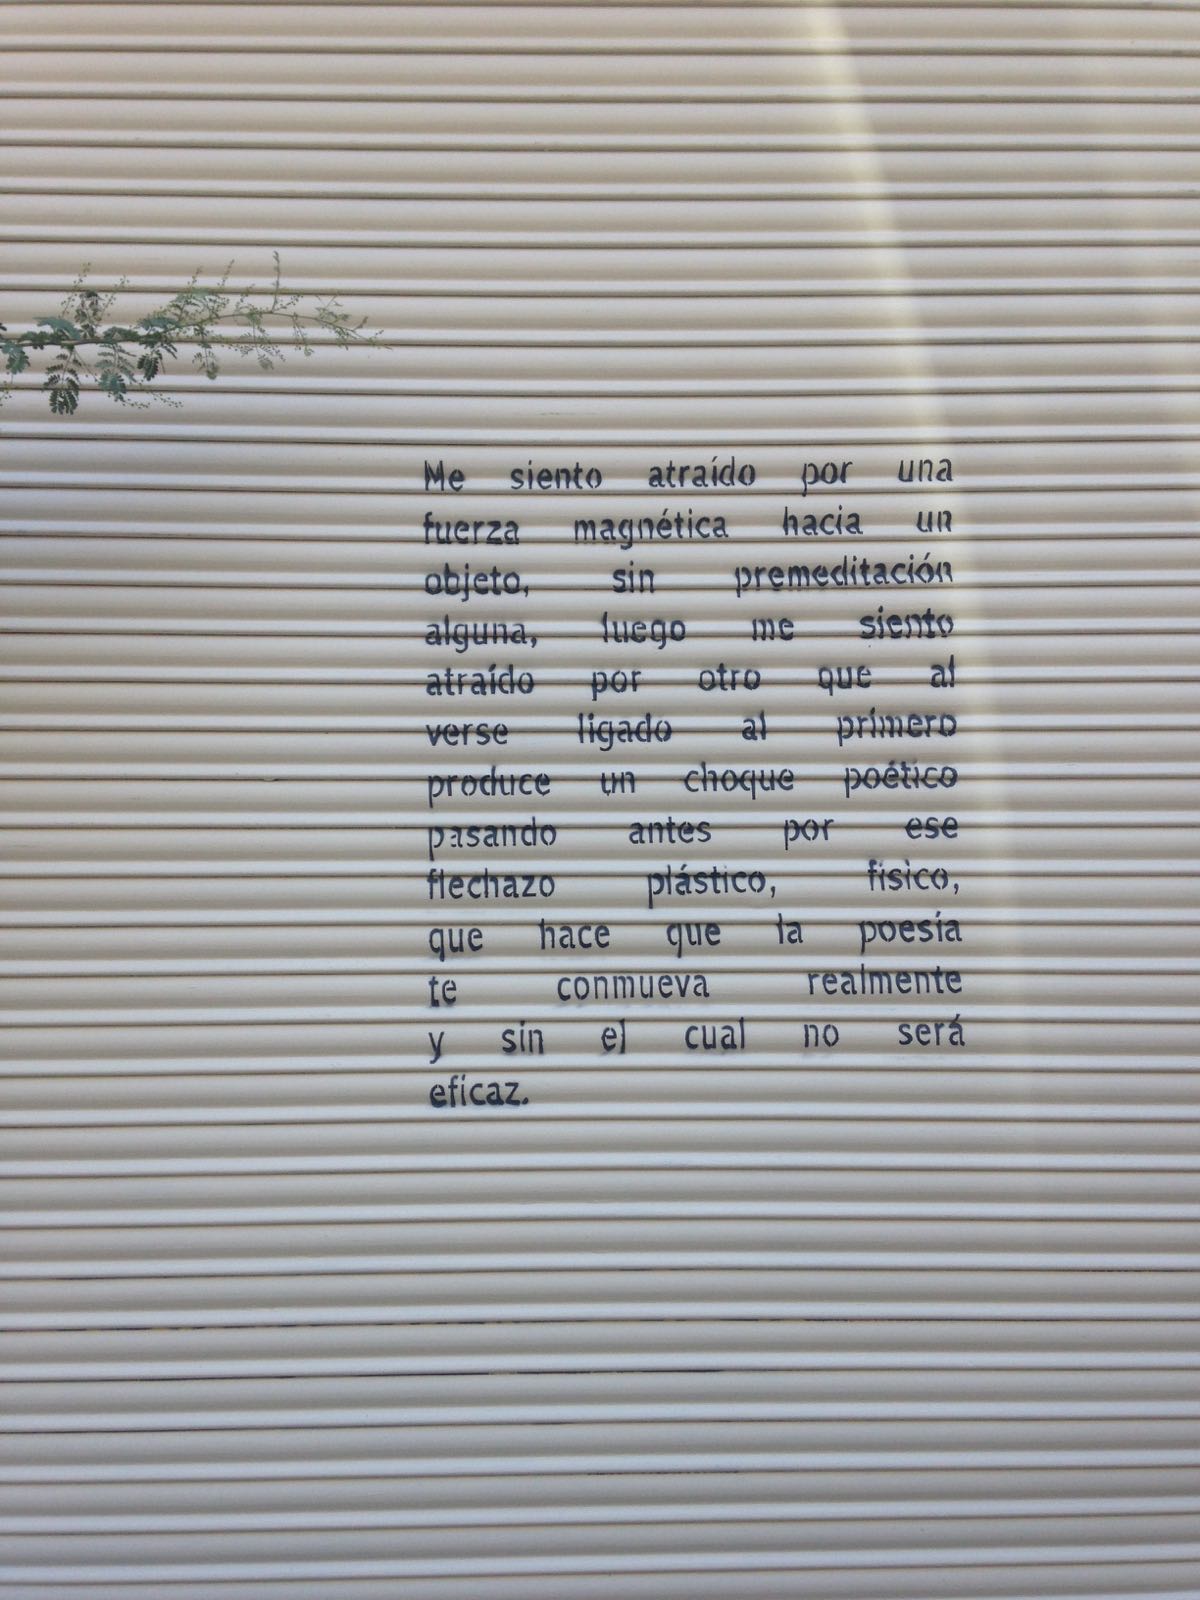 Me siento atraído por una
fuerza magnética hacia un
objeto, sin premeditación
alguna, luego me siento
atraído por otro que al
verse ligado al primero
produce un choque poético
pasando antes por ese
flechazo plástico, físico,
que hace que la poesía
te conmueva realmente
y sin el cual no será
eficaz.